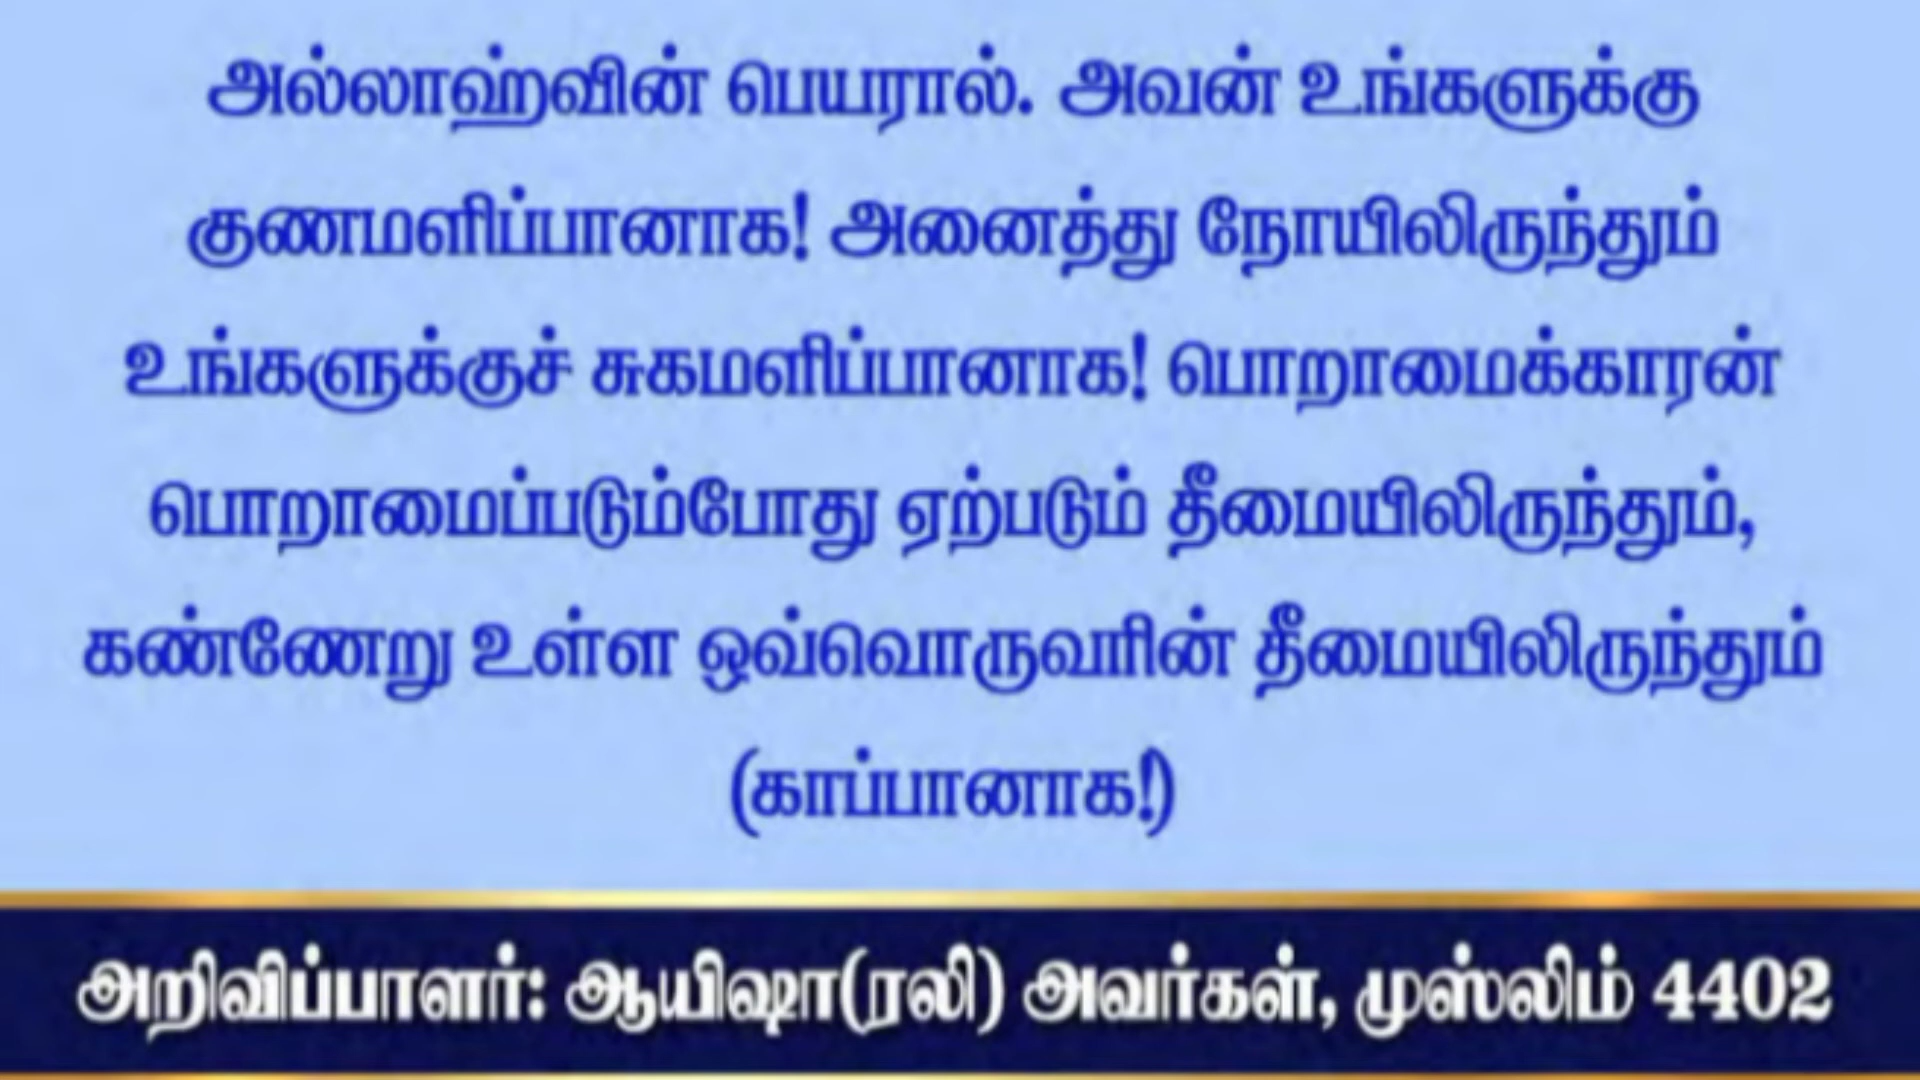 அல்லாஹ்வின் பெயரால். அவன் உங்களுக்கு
குணமளிப்பானாக! அனைத்து நோயிலிருந்தும்
உங்களுக்குச் சுகமளிப்பானாக! பொறாமைக்காரன்
பொறாமைப்படும்போது ஏற்படும் தீமையிலிருந்தும்,
கண்ணேறு உள்ள ஒவ்வொருவரின் தீமையிலிருந்தும்
(காப்பானாக!)
அறிவிப்பாளர்: ஆயிஷா(ரலி) அவர்கள், முஸ்லிம் 4402